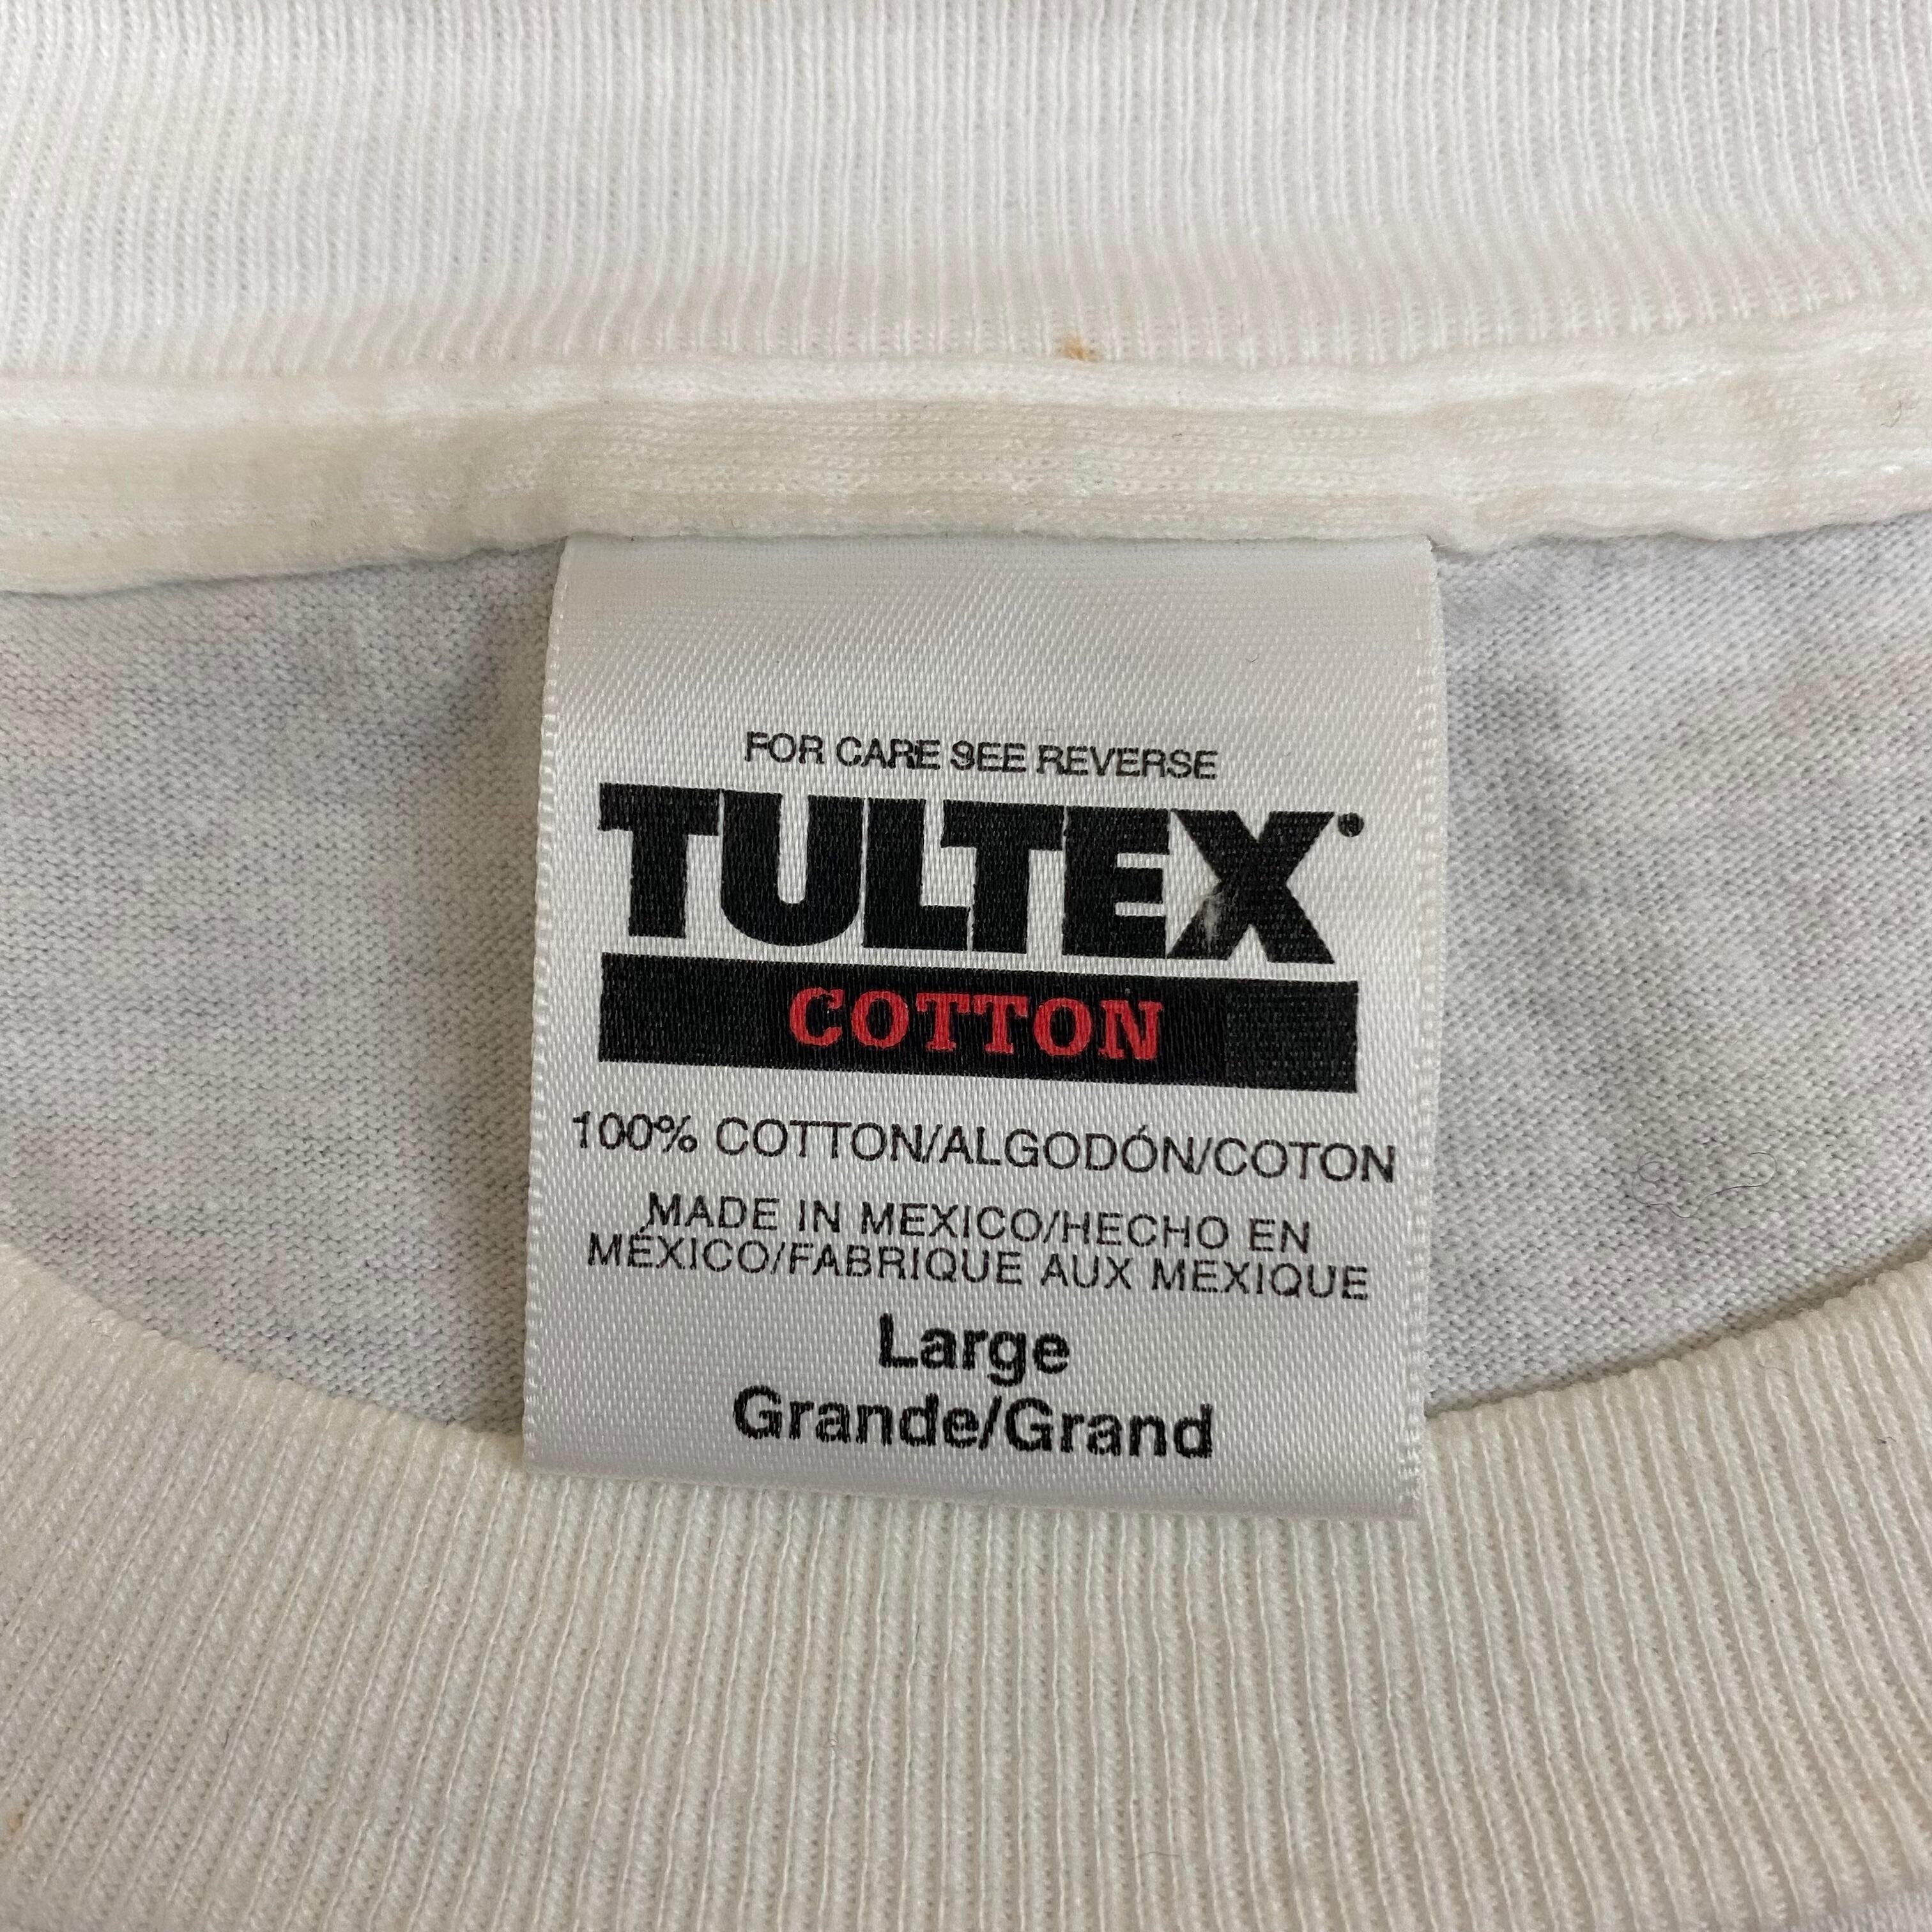 FOR CARE SEE REVERSE
TULTEX
COTTON
100% COTTON/ALGODÓN/COTON
MADE IN MEXICO/HECHO EN
MÉXICO/FABRIQUE AUX MEXIQUE
Large
Grande/Grand